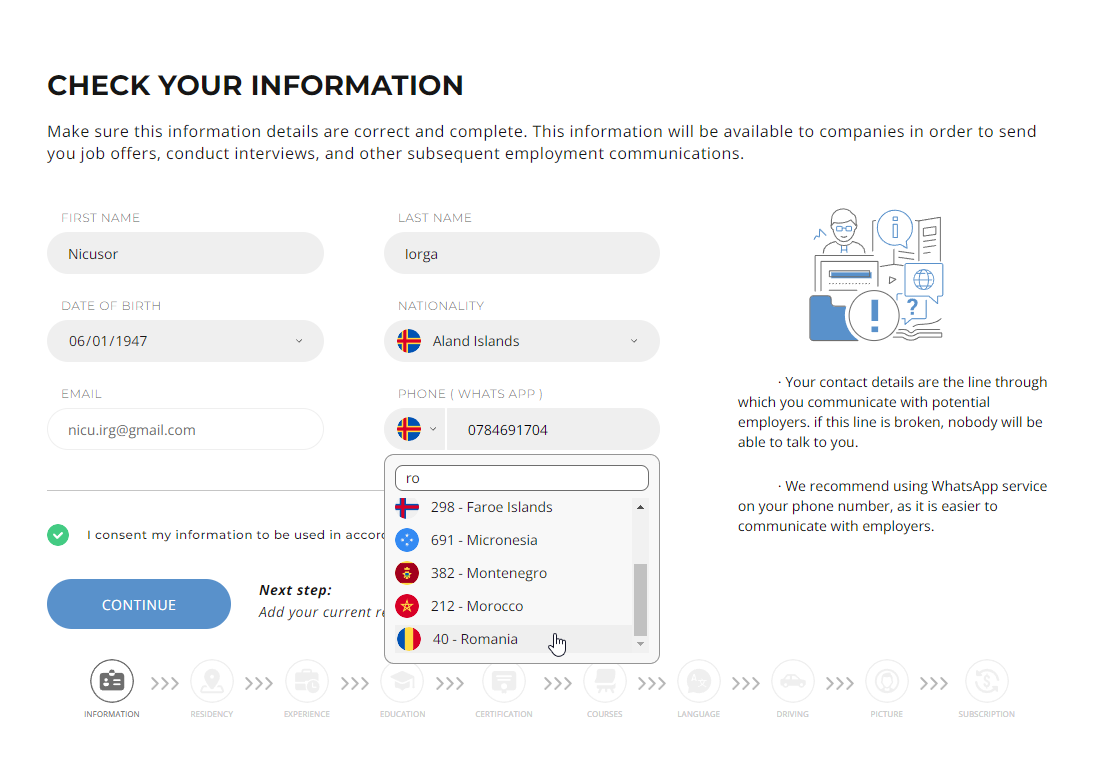 CHECK YOUR INFORMATION
Make sure this information details are correct and complete. This information will be available to companies in order to send
you job offers, conduct interviews, and other subsequent employment communications.
FIRST NAME
LAST NAME
Nicusor
Iorga
DATE OF BIRTH
NATIONALITY
06/01/1947
Aland Islands
EMAIL
PHONE ( WHATS APP )
nicu.irg@gmail.com
0784691704
· Your contact details are the line through
which you communicate with potential
employers. if this line is broken, nobody will be
able to talk to you.
· We recommend using WhatsApp service
on your phone number, as it is easier to
communicate with employers.
ro
298 - Faroe Islands
691 - Micronesia
382 - Montenegro
212 - Morocco
40 - Romania
I consent my information to be used in accor
CONTINUE
Next step:
Add your current re
INFORMATION
RESIDENCY
EXPERIENCE
EDUCATION
CERTIFICATION
COURSES
LANGUAGE
DRIVING
PICTURE
SUBSCRIPTION